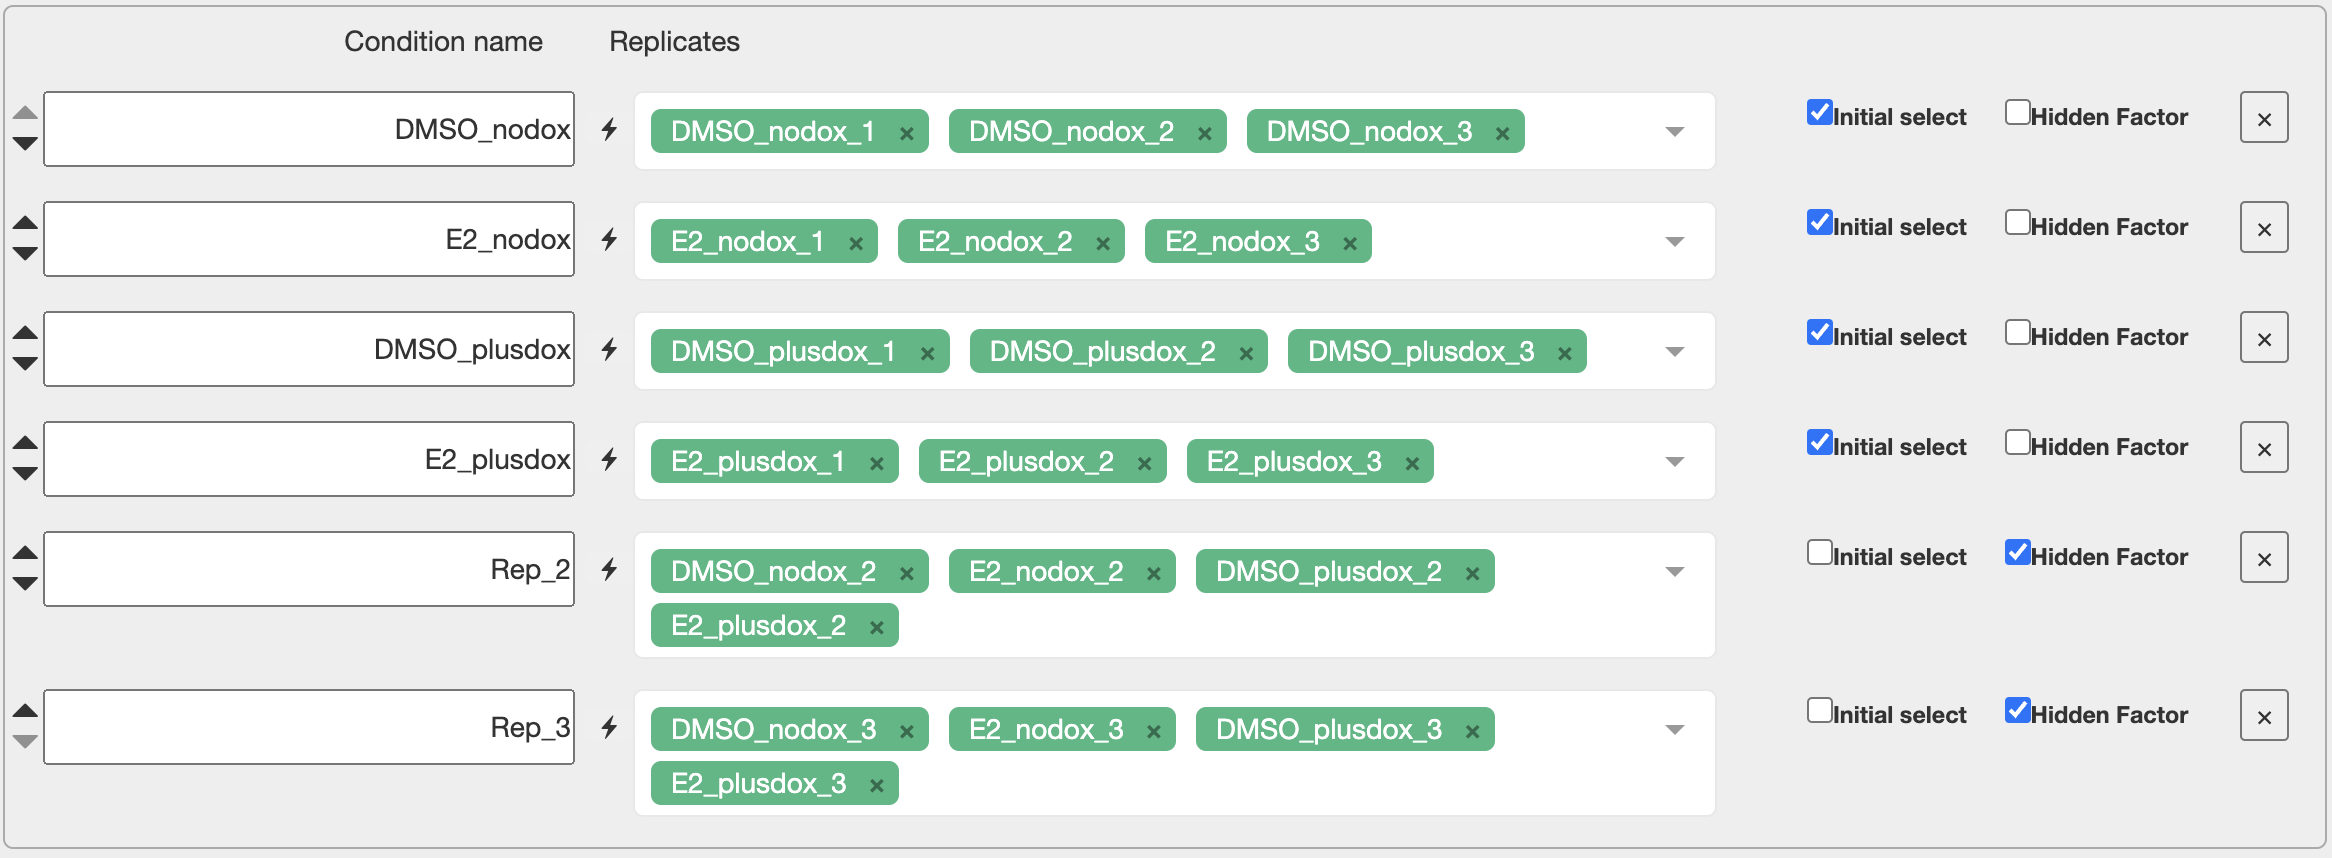 Condition name Replicates
DMSO_nodox DMSO_nodox_1 × DMSO_nodox_2 × DMSO_nodox_3 × Initial select Hidden Factor ×
E2_nodox E2_nodox_1 × E2_nodox_2 × E2_nodox_3 × Initial select Hidden Factor ×
DMSO_plusdox DMSO_plusdox_1 × DMSO_plusdox_2 × DMSO_plusdox_3 × Initial select Hidden Factor ×
E2_plusdox E2_plusdox_1 × E2_plusdox_2 × E2_plusdox_3 × Initial select Hidden Factor ×
Rep_2 DMSO_nodox_2 × E2_nodox_2 × DMSO_plusdox_2 × Initial select Hidden Factor ×
E2_plusdox_2 ×
Rep_3 DMSO_nodox_3 × E2_nodox_3 × DMSO_plusdox_3 × Initial select Hidden Factor ×
E2_plusdox_3 ×